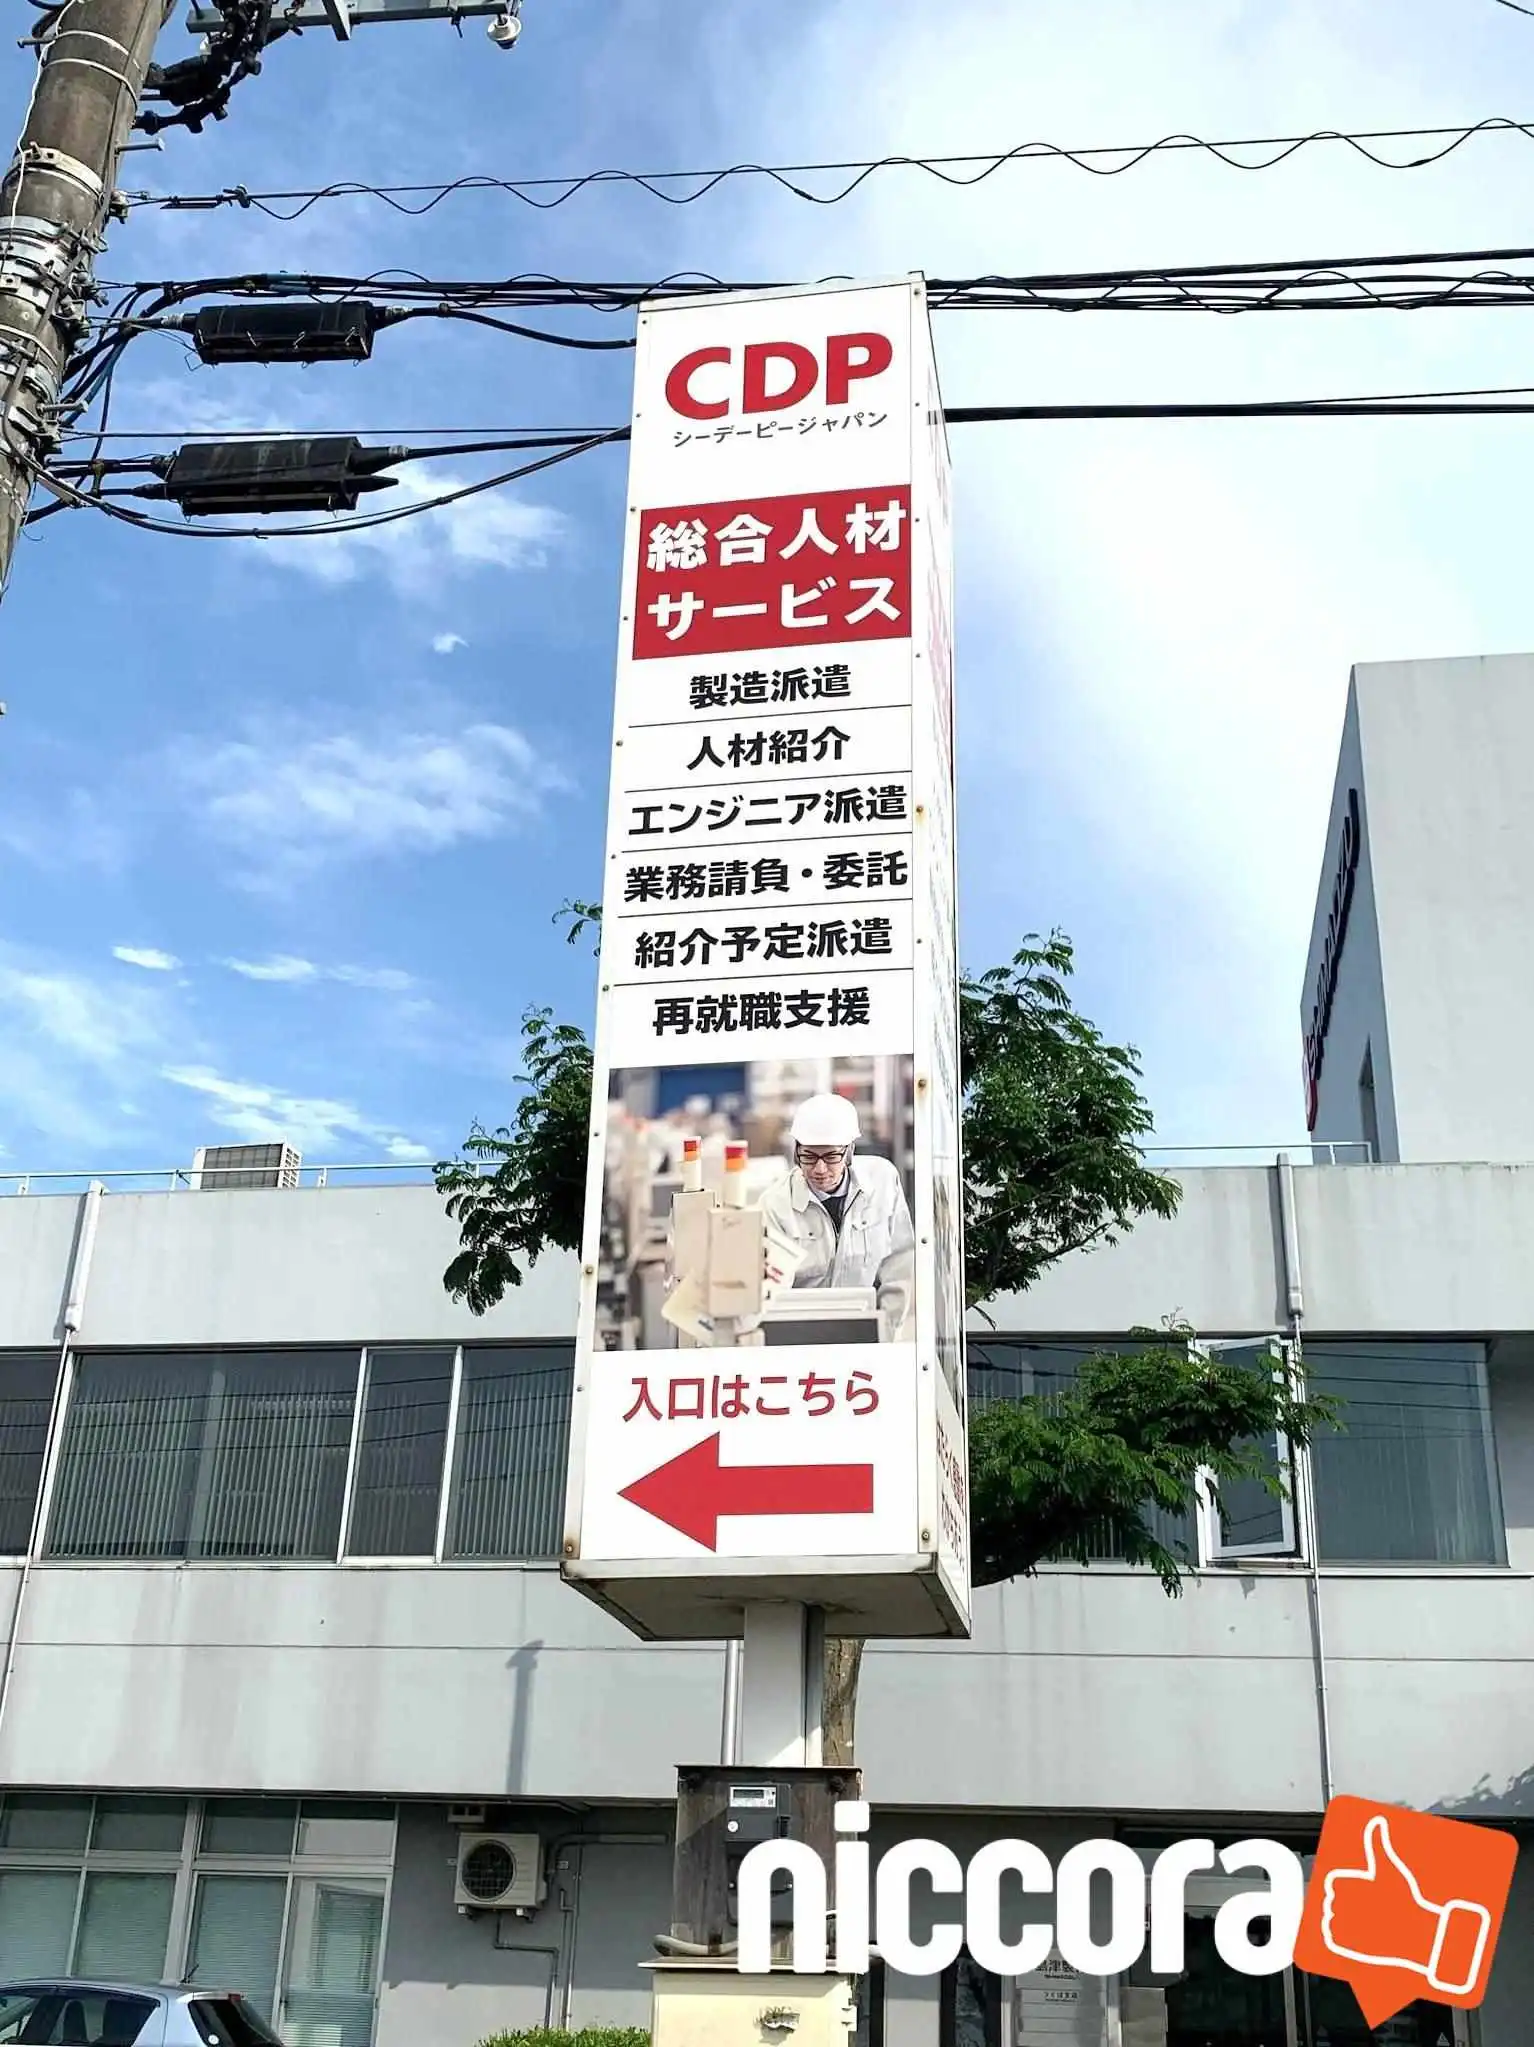 CDP
シーデーピージャパン
総合人材
サービス
製造派遣
人材紹介
エンジニア派遣
業務請負・委託
紹介予定派遣
再就職支援
入口はこちら
niccora